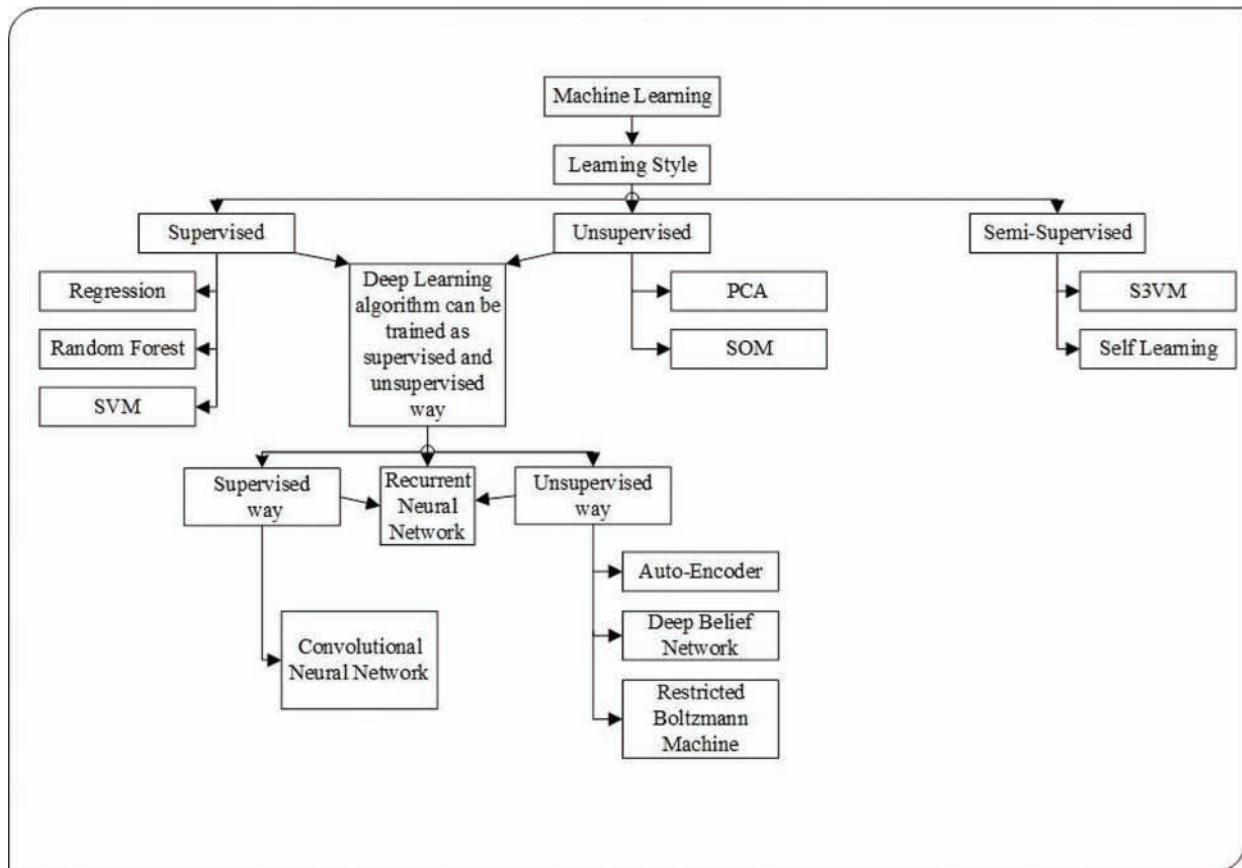 Machine Learning
Learning Style
Supervised
Unsupervised
Semi-Supervised
Regression
Random Forest
SVM
Deep Learning
algorithm can be
trained as
supervised and
unsupervised
way
PCA
SOM
S3VM
Self Learning
Supervised
way
Recurrent
Neural
Network
Unsupervised
way
Convolutional
Neural Network
Auto-Encoder
Deep Belief
Network
Restricted
Boltzmann
Machine